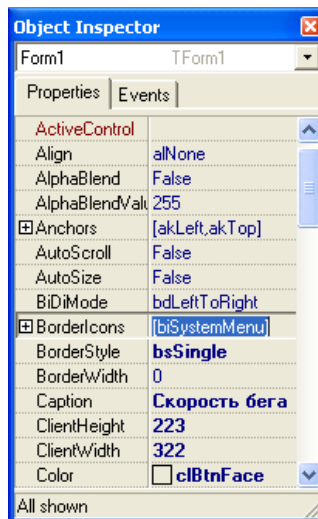 Object Inspector
Form1 TForm1
Properties Events
ActiveControl
Align alNone
AlphaBlend False
AlphaBlendValu 255
Anchors [akLeft,akTop]
AutoScroll False
AutoSize False
BiDiMode bdLeftToRight
BorderIcons [biSystemMenu]
BorderStyle bsSingle
BorderWidth 0
Caption Скорость бега
ClientHeight 223
ClientWidth 322
Color clBtnFace
All shown